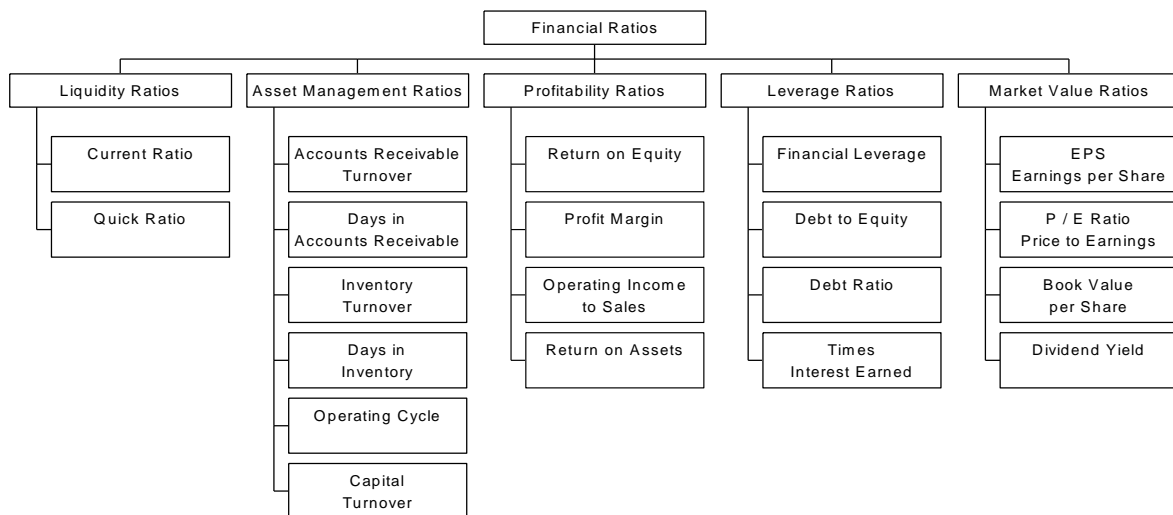 Financial Ratios
Liquidity Ratios
Asset Management Ratios
Profitability Ratios
Leverage Ratios
Market Value Ratios
Current Ratio
Quick Ratio
Accounts Receivable
Turnover
Days in
Accounts Receivable
Inventory
Turnover
Days in
Inventory
Operating Cycle
Capital
Turnover
Return on Equity
Profit Margin
Operating Income
to Sales
Return on Assets
Financial Leverage
Debt to Equity
Debt Ratio
Times
Interest Earned
EPS
Earnings per Share
P / E Ratio
Price to Earnings
Book Value
per Share
Dividend Yield